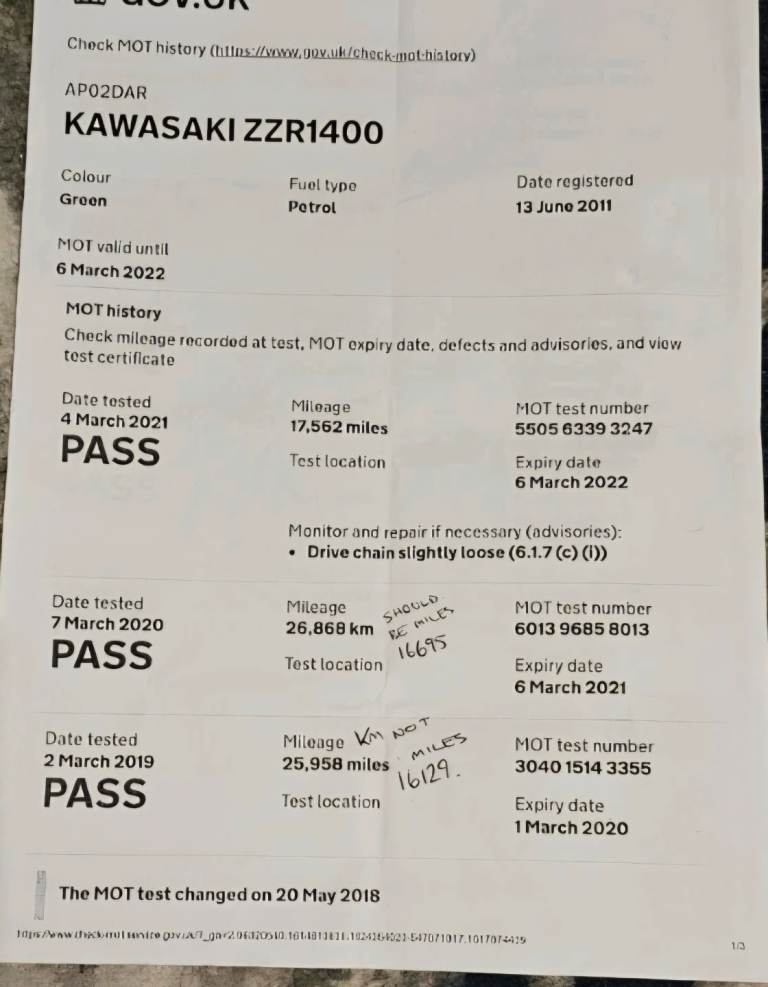 GOV.UK
Check MOT history (https://www.gov.uk/check-mot-history)
AP02DAR
KAWASAKI ZZR1400
Colour Fuel type Date registered
Green Petrol 13 June 2011
MOT valid until
6 March 2022
MOT history
Check mileage recorded at test, MOT expiry date, defects and advisories, and view
test certificate
Date tested Mileage MOT test number
4 March 2021 17,562 miles 5505 6339 3247
PASS Test location Expiry date
6 March 2022
Monitor and repair if necessary (advisories):
• Drive chain slightly loose (6.1.7 (c) (i))
Date tested Mileage SHOULD MOT test number
7 March 2020 26,868 km BE MILES 6013 9685 8013
PASS Test location 16695 Expiry date
6 March 2021
Date tested Mileage KM NOT MOT test number
2 March 2019 25,958 miles MILES 3040 1514 3355
PASS Test location 16129. Expiry date
1 March 2020
The MOT test changed on 20 May 2018
1/3